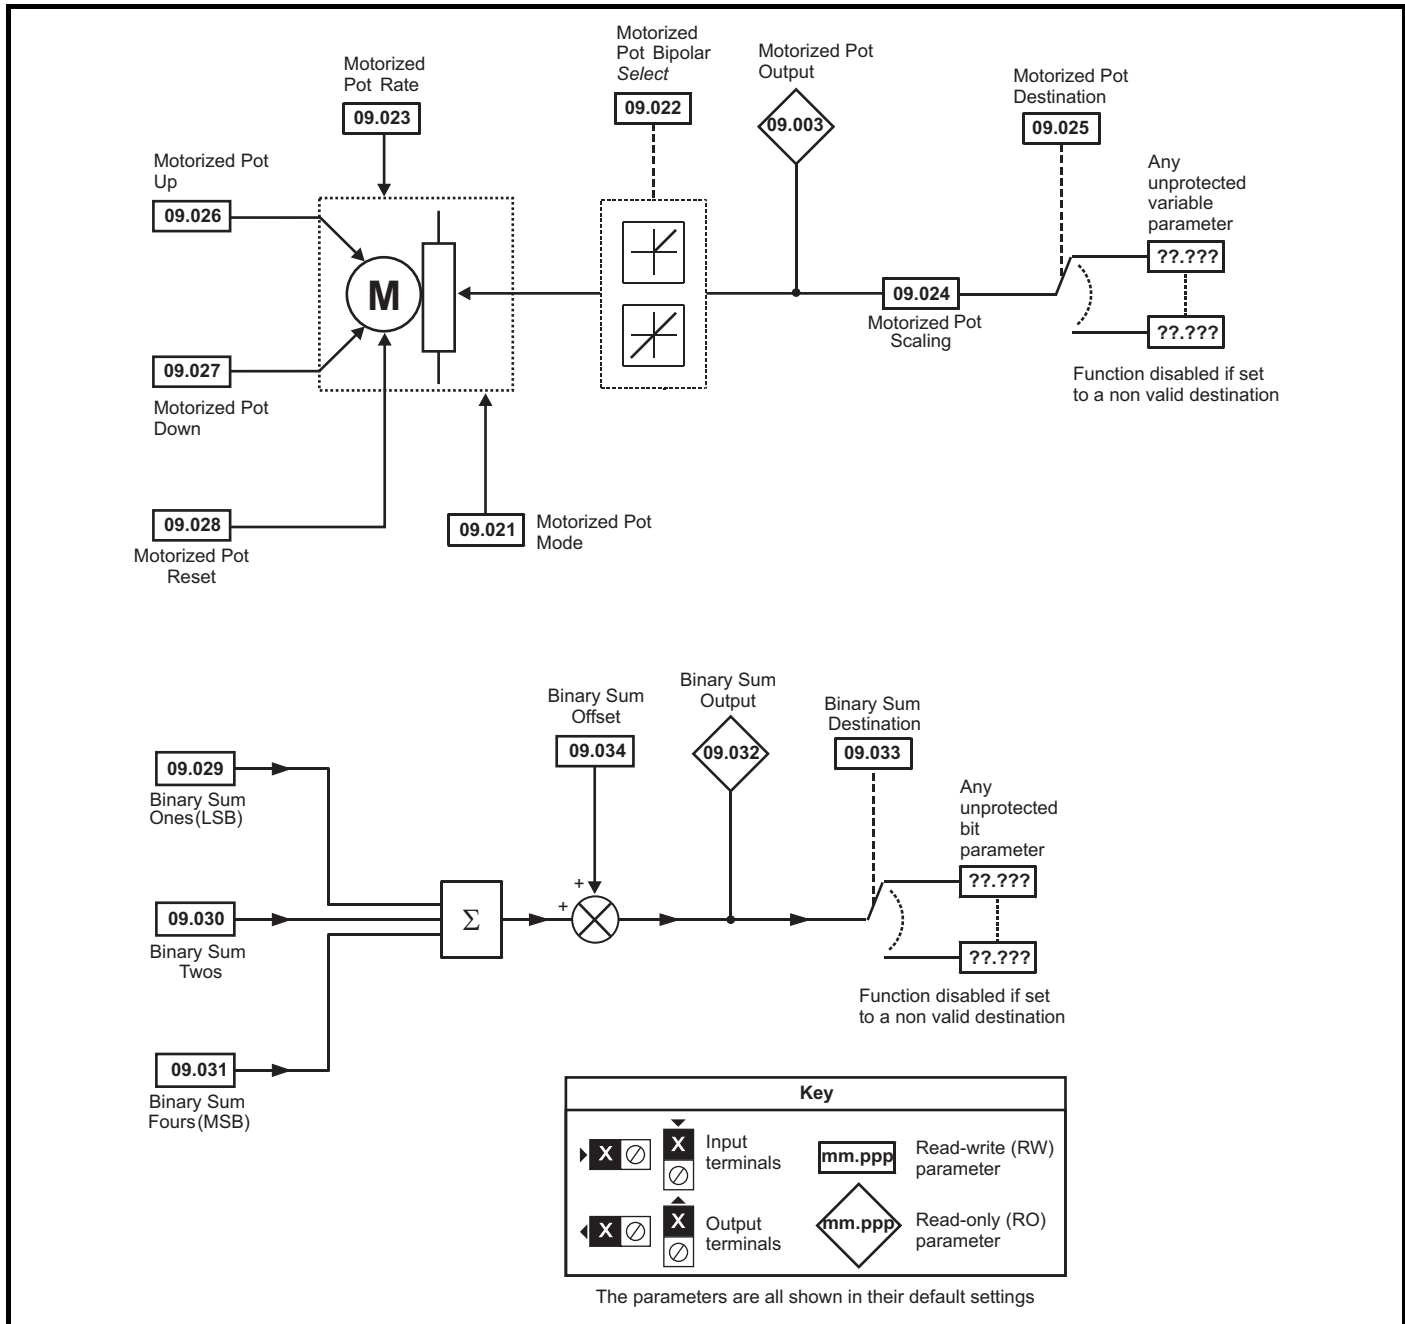 Motorized
Pot Rate
09.023
Motorized
Pot Bipolar
Select
09.022
Motorized Pot
Output
09.003
Motorized Pot
Destination
09.025
Motorized Pot
Up
09.026
M
Any
unprotected
variable
parameter
??.???
??.???
09.024
Motorized Pot
Scaling
Function disabled if set
to a non valid destination
09.027
Motorized Pot
Down
09.028
Motorized Pot
Reset
09.021
Motorized Pot
Mode
Binary Sum
Offset
09.034
Binary Sum
Output
09.032
Binary Sum
Destination
09.033
09.029
Binary Sum
Ones(LSB)
09.030
Binary Sum
Twos
09.031
Binary Sum
Fours(MSB)
Σ
+
+
Any
unprotected
bit
parameter
??.???
??.???
Function disabled if set
to a non valid destination
Key
X
X
Input
terminals
mm.ppp
Read-write (RW)
parameter
X
X
Output
terminals
mm.ppp
Read-only (RO)
parameter
The parameters are all shown in their default settings